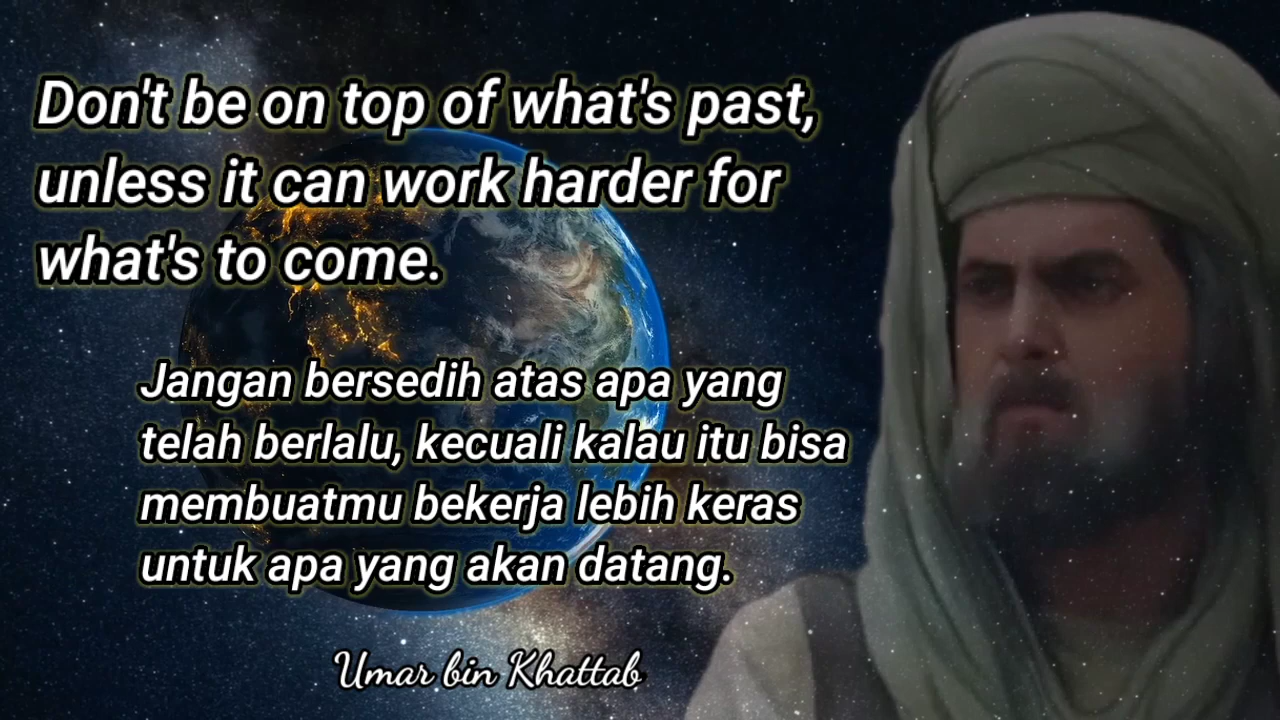 Don't be on top of what's past,
unless it can work harder for
what's to come.
Jangan bersedih atas apa yang
telah berlalu, kecuali kalau itu bisa
membuatmu bekerja lebih keras
untuk apa yang akan datang.
Umar bin Khattab